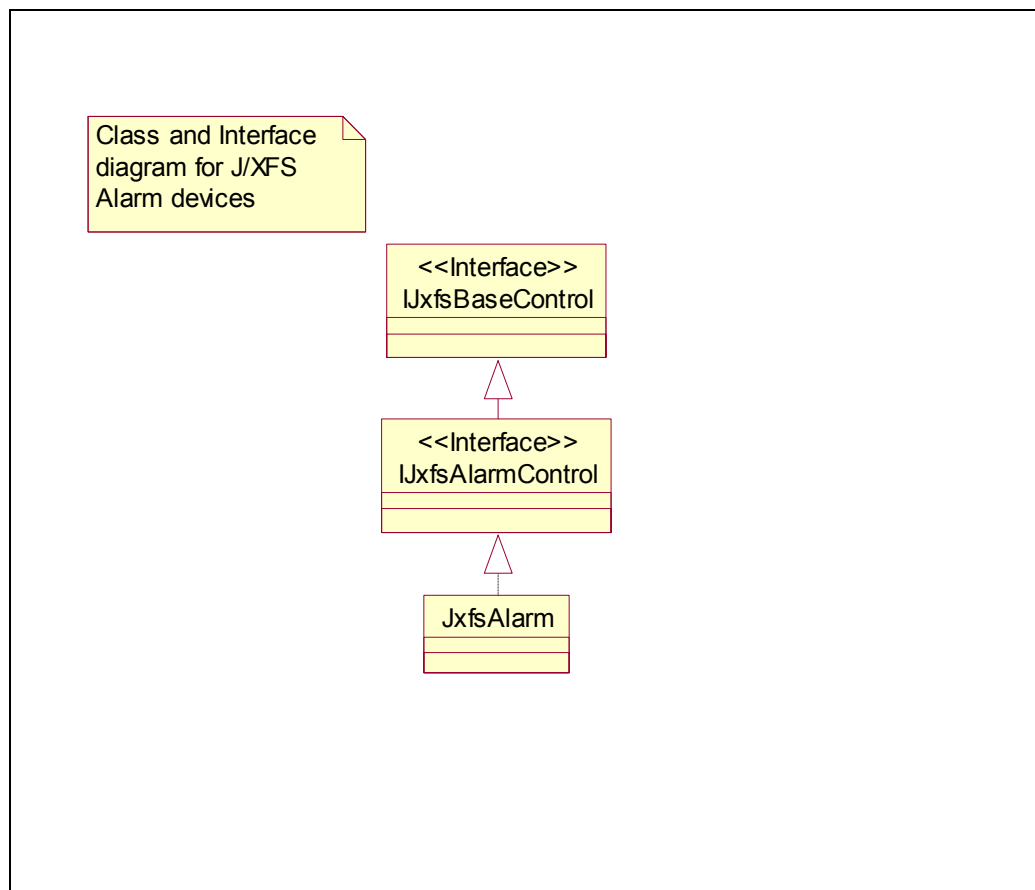 Class and Interface
diagram for J/XFS
Alarm devices
<<Interface>>
IJxfsBaseControl
<<Interface>>
IJxfsAlarmControl
JxfsAlarm